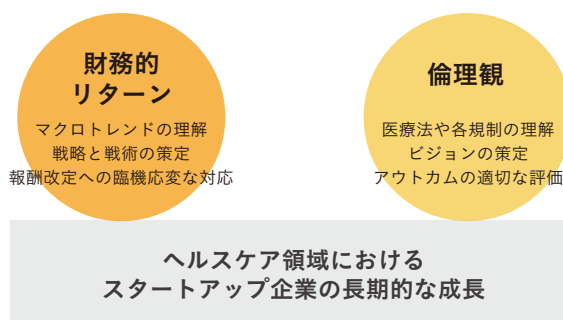 財務的
リターン
マクロトレンドの理解
戦略と戦術の策定
報酬改定への臨機応変な対応
倫理観
医療法や各規制の理解
ビジョンの策定
アウトカムの適切な評価
ヘルスケア領域における
スタートアップ企業の長期的な成長